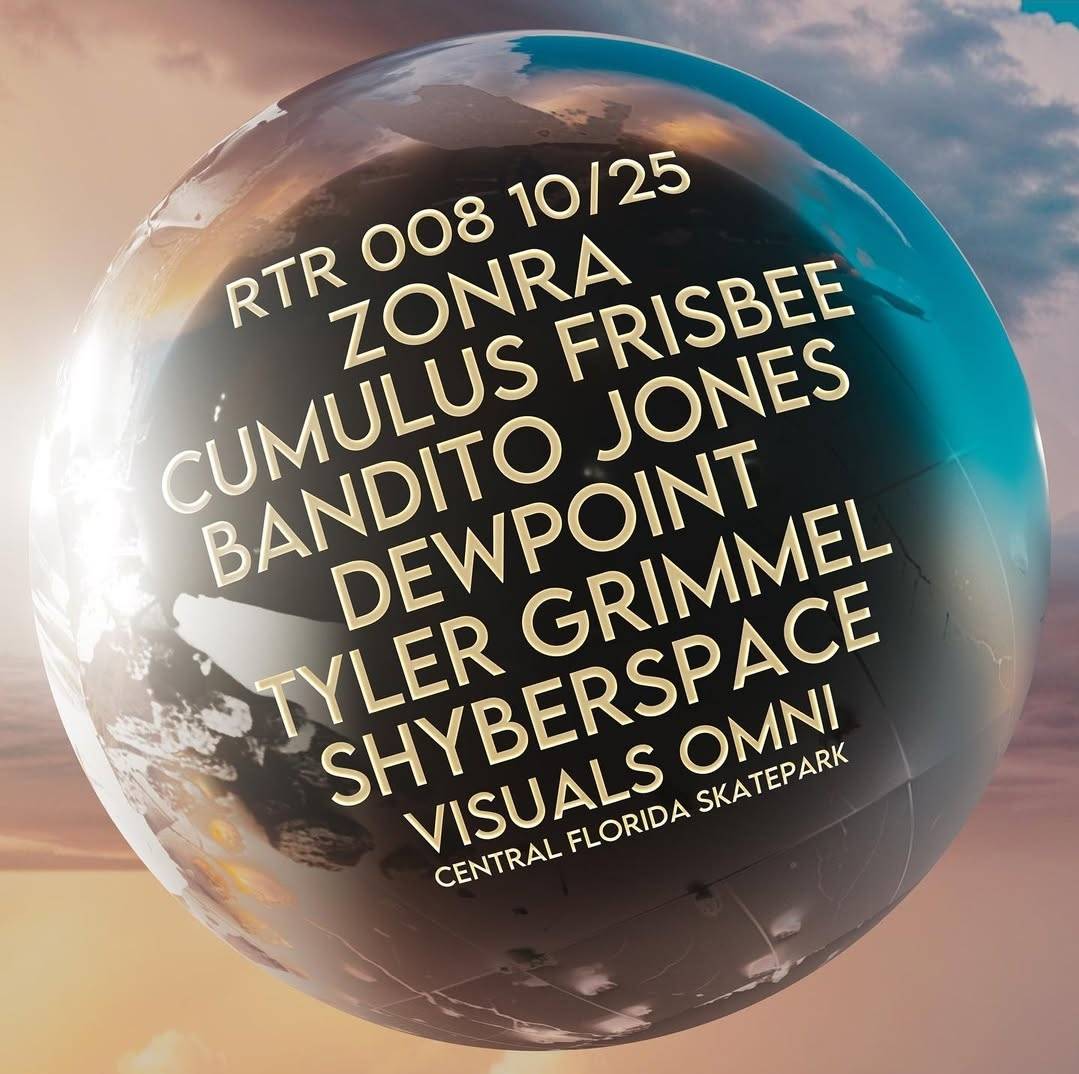 RTR 008 10/25
ZONRA
CUMULUS FRISBEE
BANDITO JONES
DEWPOINT
TYLER GRIMMEL
SHYBERSPACE
VISUALS OMNI
CENTRAL FLORIDA SKATEPARK